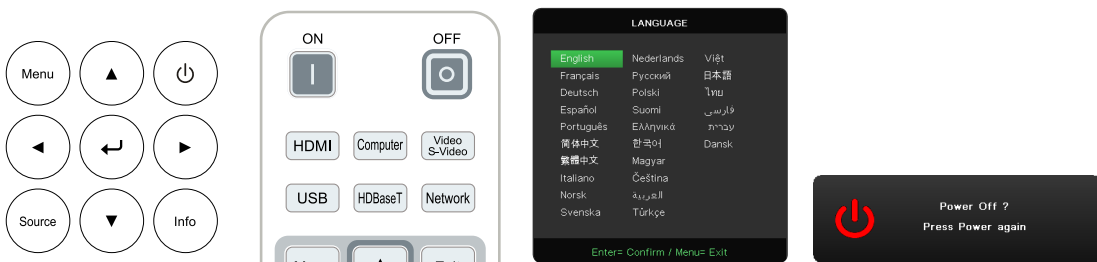 Menu
Source
Info
ON
OFF
HDMI
Computer
Video
S-Video
USB
HDBaseT
Network
LANGUAGE
English Nederlands Việt
Français Русский 日本語
Deutsch Polski ไทย
Español Suomi فارسی
Português Ελληνικά עברית
简体中文 한국어 Dansk
繁體中文 Magyar
Italiano Čeština
Norsk العربية
Svenska Türkçe
Enter= Confirm / Menu= Exit
Power Off ?
Press Power again